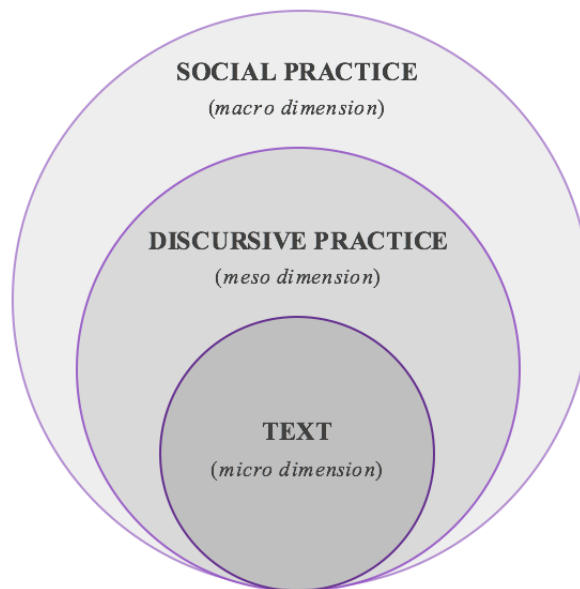 SOCIAL PRACTICE
(macro dimension)
DISCURSIVE PRACTICE
(meso dimension)
TEXT
(micro dimension)